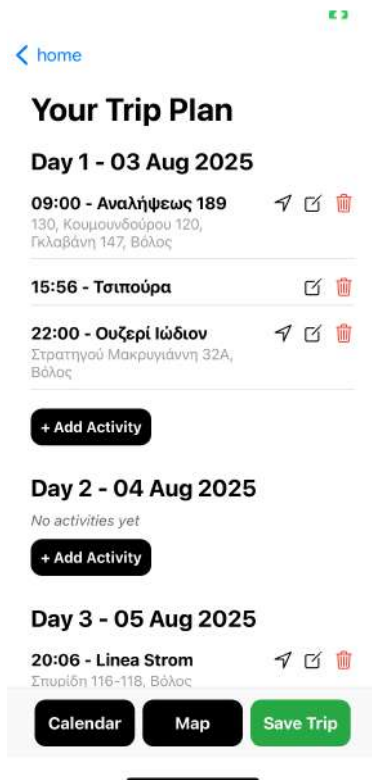 home
Your Trip Plan
Day 1 - 03 Aug 2025
09:00 - Αναλήψεως 189
130, Κουμουνδούρου 120,
Γκλαβάνη 147, Βόλος
15:56 - Τσιπούρα
22:00 - Ουζερί Ιώδιον
Στρατηγού Μακρυγιάννη 32Α,
Βόλος
+ Add Activity
Day 2 - 04 Aug 2025
No activities yet
+ Add Activity
Day 3 - 05 Aug 2025
20:06 - Linea Strom
Σπυρίδη 116-118, Βόλος
Calendar Map Save Trip